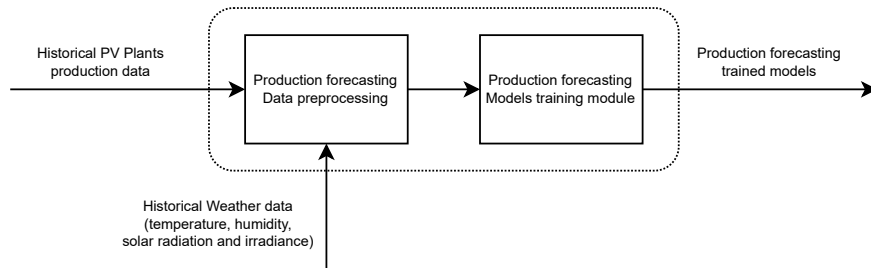 Historical PV Plants
production data
Production forecasting
Data preprocessing
Production forecasting
Models training module
Production forecasting
trained models
Historical Weather data
(temperature, humidity,
solar radiation and irradiance)